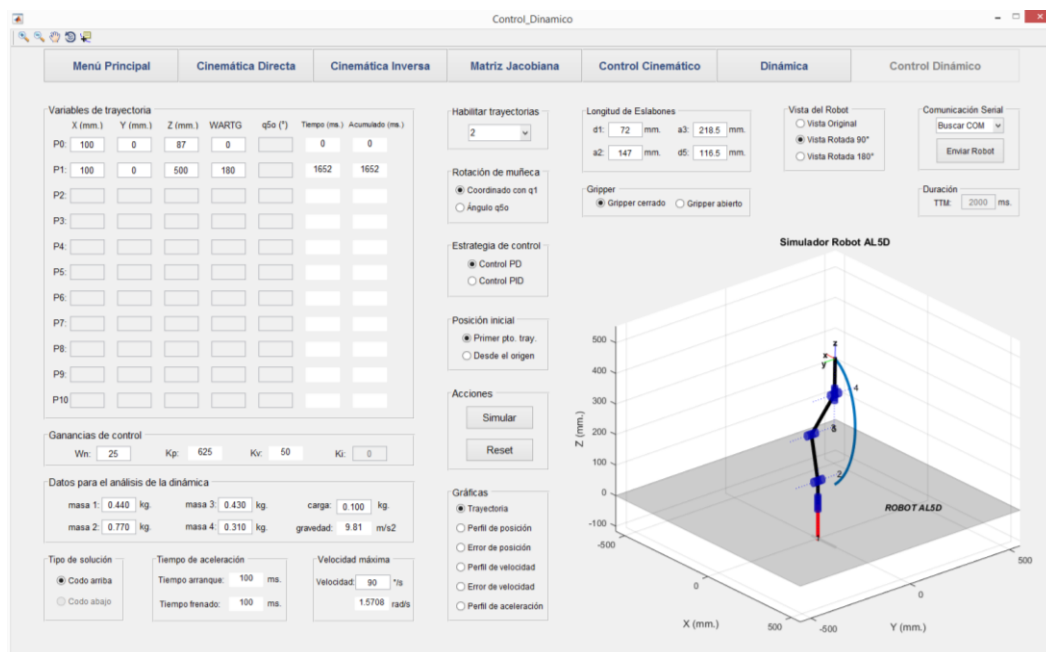 Control_Dinamico
Menú Principal Cinemática Directa Cinemática Inversa Matriz Jacobiana Control Cinemático Dinámica Control Dinámico
Variables de trayectoria
X (mm.) Y (mm.) Z (mm.) WARTG q5o (°) Tiempo (ms.) Acumulado (ms.)
P0: 100 0 87 0 0 0
P1: 100 0 500 180 1652 1652
P2:
P3:
P4:
P5:
P6:
P7:
P8:
P9:
P10
Ganancias de control
Wn: 25 Kp: 625 Kv: 50 Ki: 0
Datos para el análisis de la dinámica
masa 1: 0.440 kg. masa 3: 0.430 kg. carga: 0.100 kg.
masa 2: 0.770 kg. masa 4: 0.310 kg. gravedad: 9.81 m/s2
Tipo de solución
Codo arriba
Codo abajo
Tiempo de aceleración
Tiempo arranque: 100 ms.
Tiempo frenado: 100 ms.
Velocidad máxima
Velocidad: 90 °/s
1.5708 rad/s
Habilitar trayectorias
2
Rotación de muñeca
Coordinado con q1
Ángulo q5o
Estrategia de control
Control PD
Control PID
Posición inicial
Primer pto. tray.
Desde el origen
Acciones
Simular
Reset
Gráficas
Trayectoria
Perfil de posición
Error de posición
Perfil de velocidad
Error de velocidad
Perfil de aceleración
Longitud de Eslabones
d1: 72 mm. a3: 218.5 mm.
a2: 147 mm. d5: 116.5 mm.
Gripper
Gripper cerrado Gripper abierto
Vista del Robot
Vista Original
Vista Rotada 90°
Vista Rotada 180°
Comunicación Serial
Buscar COM
Enviar Robot
Duración
TTM: 2000 ms.
Simulador Robot AL5D
500
400
300
200
100
0
-100
Z (mm.)
z
x
y
4
2
ROBOT AL5D
-500
0
500
X (mm.)
-500
0
500
Y (mm.)